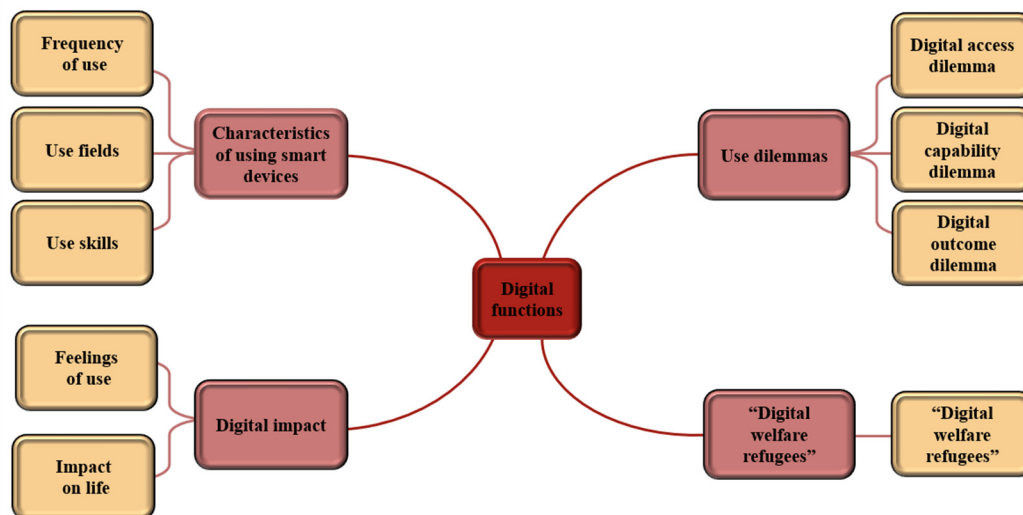 Frequency
of use
Use fields
Use skills
Characteristics
of using smart
devices
Feelings
of use
Impact
on life
Digital impact
Digital
functions
Use dilemmas
Digital access
dilemma
Digital
capability
dilemma
Digital
outcome
dilemma
“Digital
welfare
refugees”
“Digital
welfare
refugees”